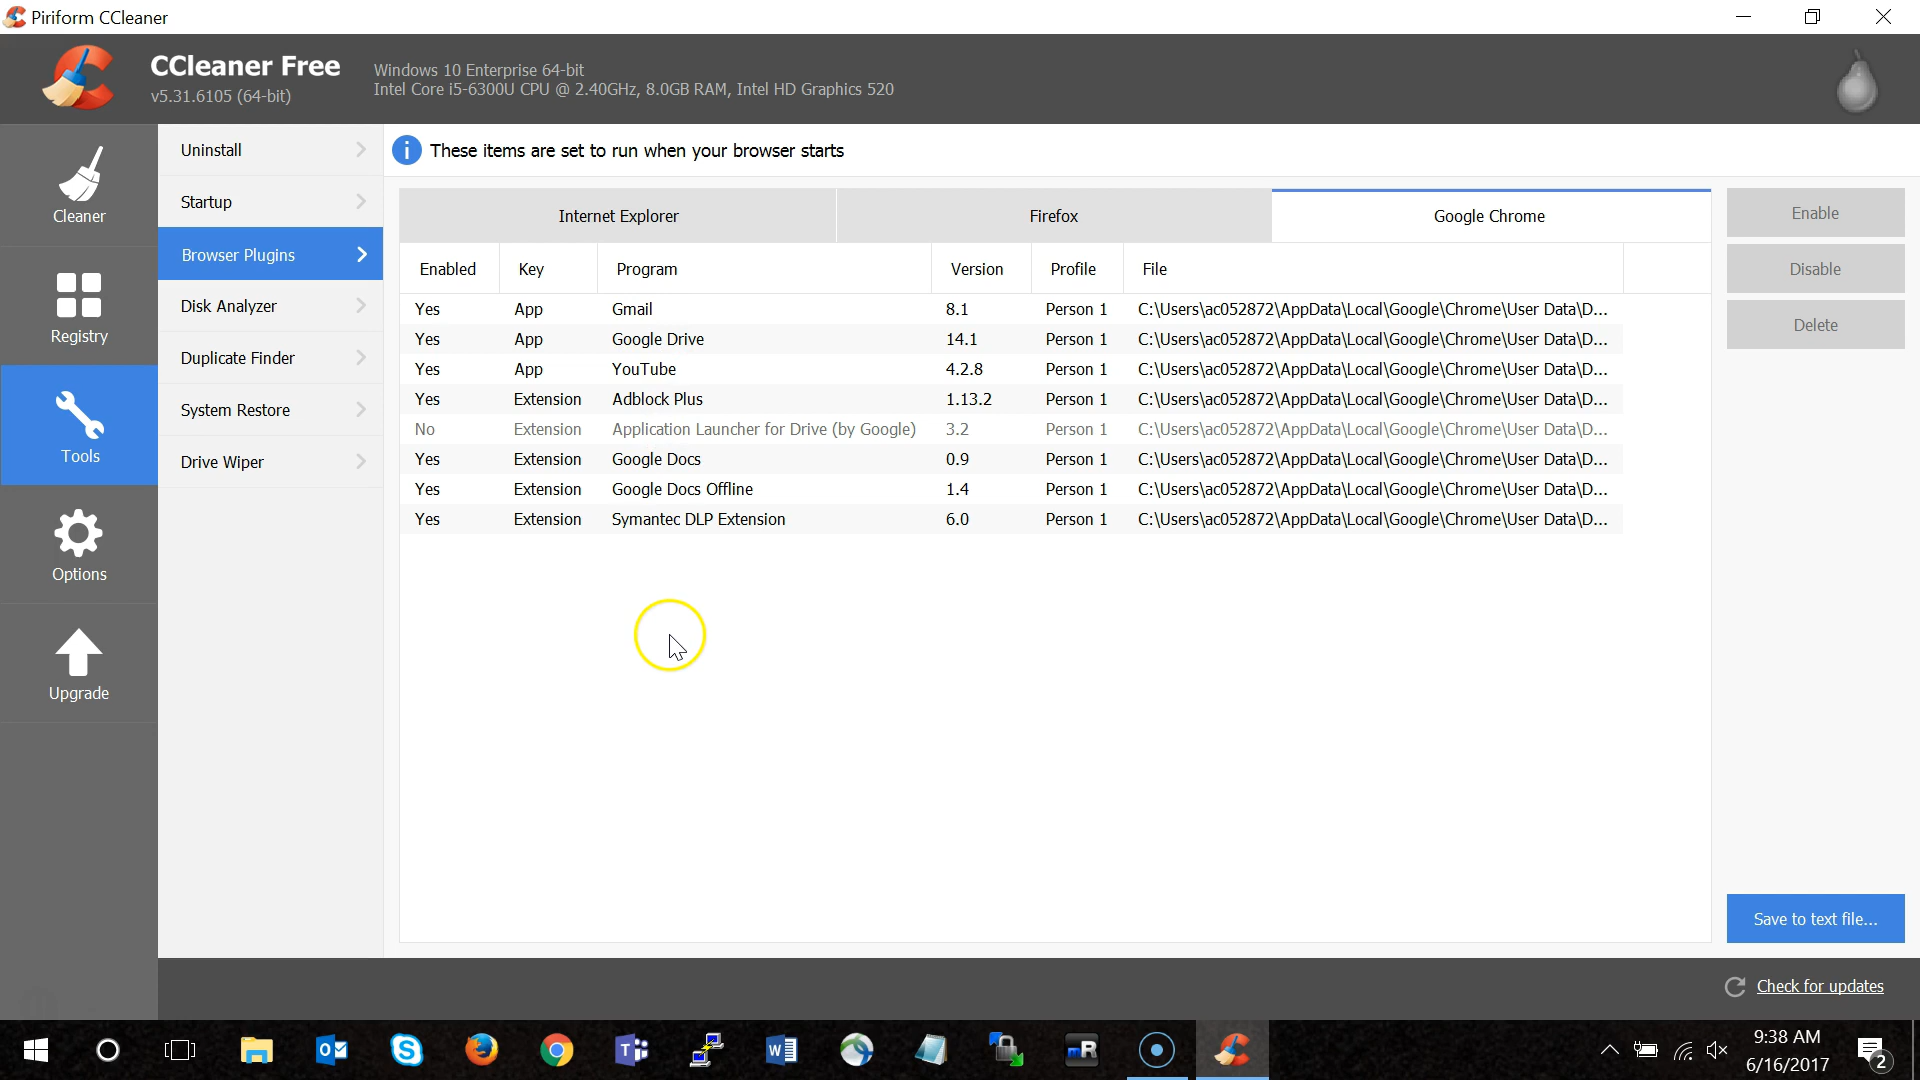 Piriform CCleaner
CCleaner Free
v5.31.6105 (64-bit)
Windows 10 Enterprise 64-bit
Intel Core i5-6300U CPU @ 2.40GHz, 8.0GB RAM, Intel HD Graphics 520
Cleaner
Registry
Tools
Options
Upgrade
Uninstall
Startup
Browser Plugins
Disk Analyzer
Duplicate Finder
System Restore
Drive Wiper
These items are set to run when your browser starts
Internet Explorer Firefox Google Chrome
Enabled Key Program Version Profile File
Yes App Gmail 8.1 Person 1 C:\Users\ac052872\AppData\Local\Google\Chrome\User Data\D...
Yes App Google Drive 14.1 Person 1 C:\Users\ac052872\AppData\Local\Google\Chrome\User Data\D...
Yes App YouTube 4.2.8 Person 1 C:\Users\ac052872\AppData\Local\Google\Chrome\User Data\D...
Yes Extension Adblock Plus 1.13.2 Person 1 C:\Users\ac052872\AppData\Local\Google\Chrome\User Data\D...
No Extension Application Launcher for Drive (by Google) 3.2 Person 1 C:\Users\ac052872\AppData\Local\Google\Chrome\User Data\D...
Yes Extension Google Docs 0.9 Person 1 C:\Users\ac052872\AppData\Local\Google\Chrome\User Data\D...
Yes Extension Google Docs Offline 1.4 Person 1 C:\Users\ac052872\AppData\Local\Google\Chrome\User Data\D...
Yes Extension Symantec DLP Extension 6.0 Person 1 C:\Users\ac052872\AppData\Local\Google\Chrome\User Data\D...
Enable
Disable
Delete
Save to text file...
Check for updates
9:38 AM
6/16/2017
2